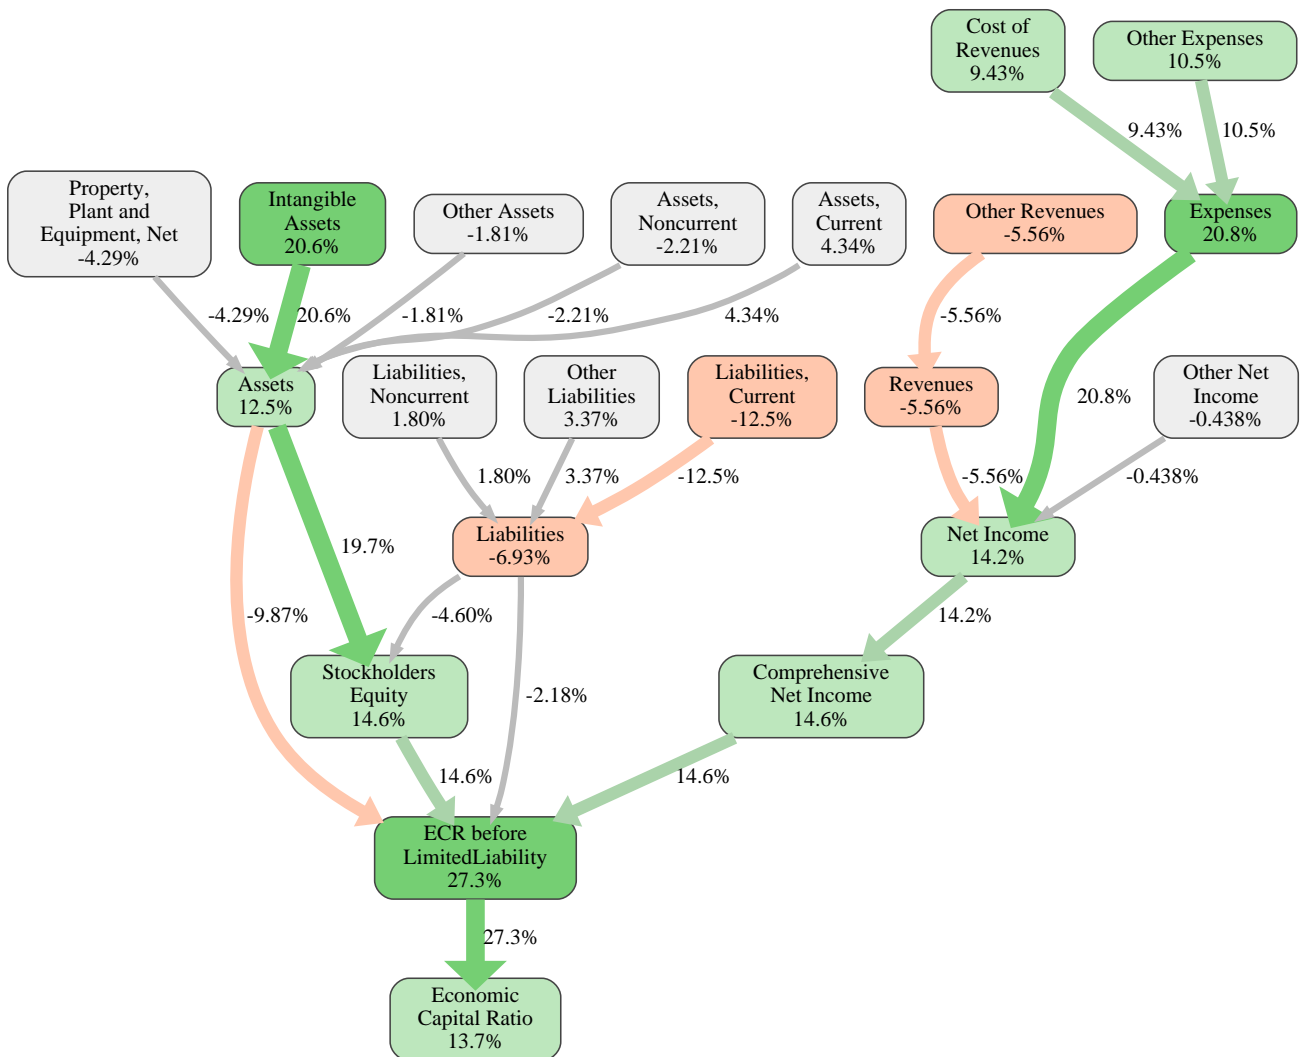 Cost of
Revenues
9.43%
Other Expenses
10.5%
9.43%
10.5%
Property,
Plant and
Equipment, Net
-4.29%
Intangible
Assets
20.6%
Other Assets
-1.81%
Assets,
Noncurrent
-2.21%
Assets,
Current
4.34%
Other Revenues
-5.56%
Expenses
20.8%
-4.29%
20.6%
-1.81%
-2.21%
4.34%
-5.56%
Assets
12.5%
Liabilities,
Noncurrent
1.80%
Other
Liabilities
3.37%
Liabilities,
Current
-12.5%
Revenues
-5.56%
20.8%
Other Net
Income
-0.438%
1.80%
3.37%
-12.5%
-5.56%
-0.438%
19.7%
Liabilities
-6.93%
Net Income
14.2%
-9.87%
-4.60%
14.2%
Stockholders
Equity
14.6%
-2.18%
Comprehensive
Net Income
14.6%
14.6%
14.6%
ECR before
LimitedLiability
27.3%
27.3%
Economic
Capital Ratio
13.7%